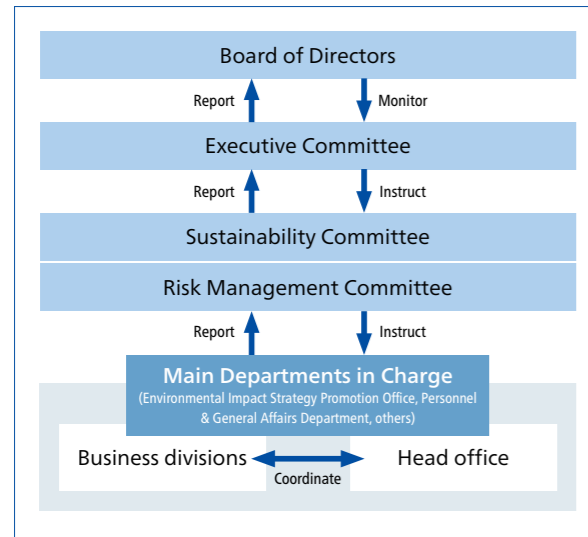 Board of Directors
Report
Monitor
Executive Committee
Report
Instruct
Sustainability Committee
Risk Management Committee
Report
Instruct
Main Departments in Charge
(Environmental Impact Strategy Promotion Office, Personnel
& General Affairs Department, others)
Business divisions
Head office
Coordinate